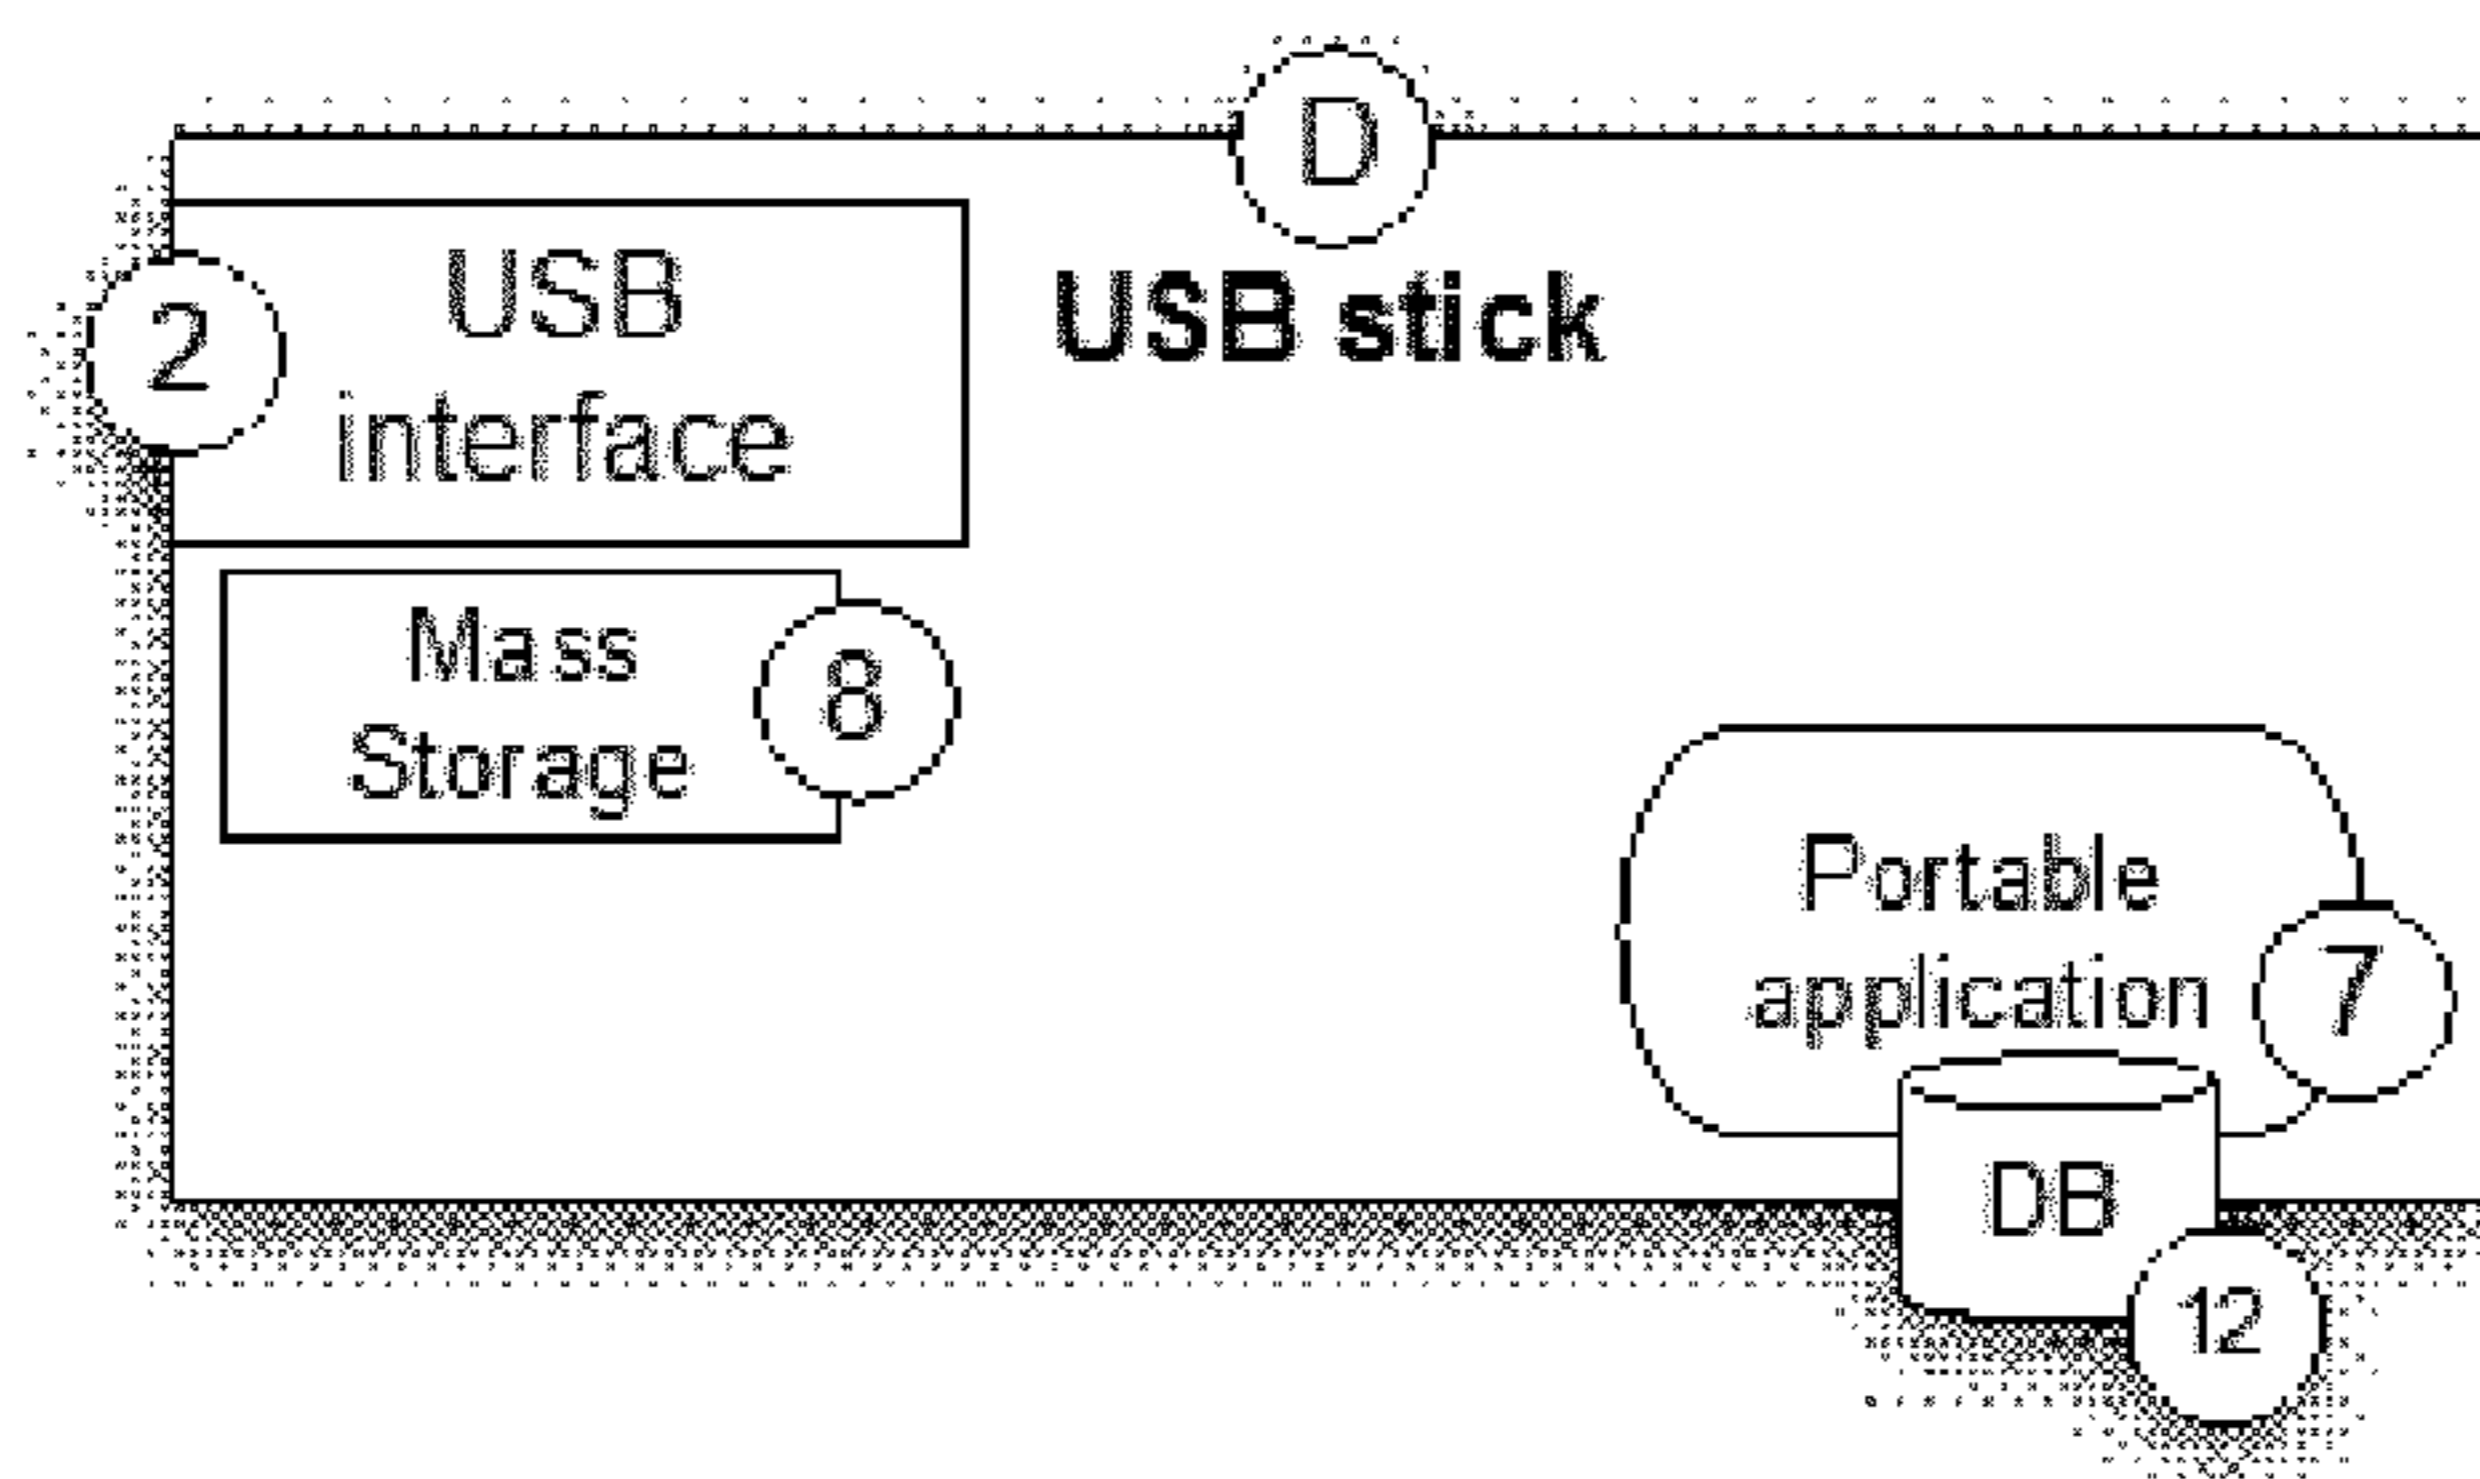 D
USB stick
2
USB
interface
Mass
Storage
8
Portable
application
7
DB
12